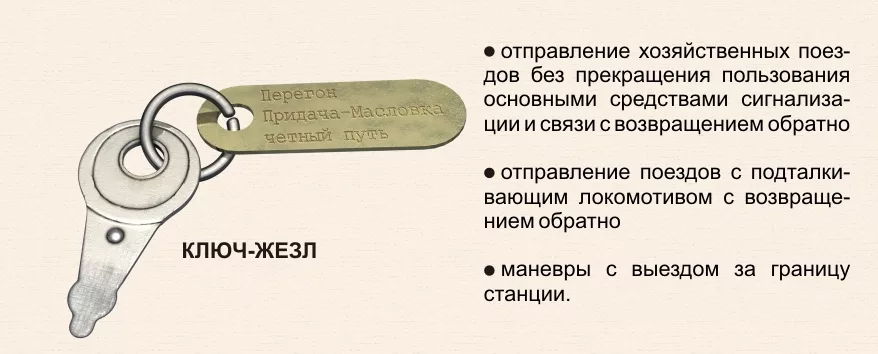 Перегон
Придача-Масловка
четный путь
КЛЮЧ-ЖЕЗЛ
● отправление хозяйственных поез-
дов без прекращения пользования
основными средствами сигнализа-
ции и связи с возвращением обратно
● отправление поездов с подталки-
вающим локомотивом с возвраще-
нием обратно
● маневры с выездом за границу
станции.